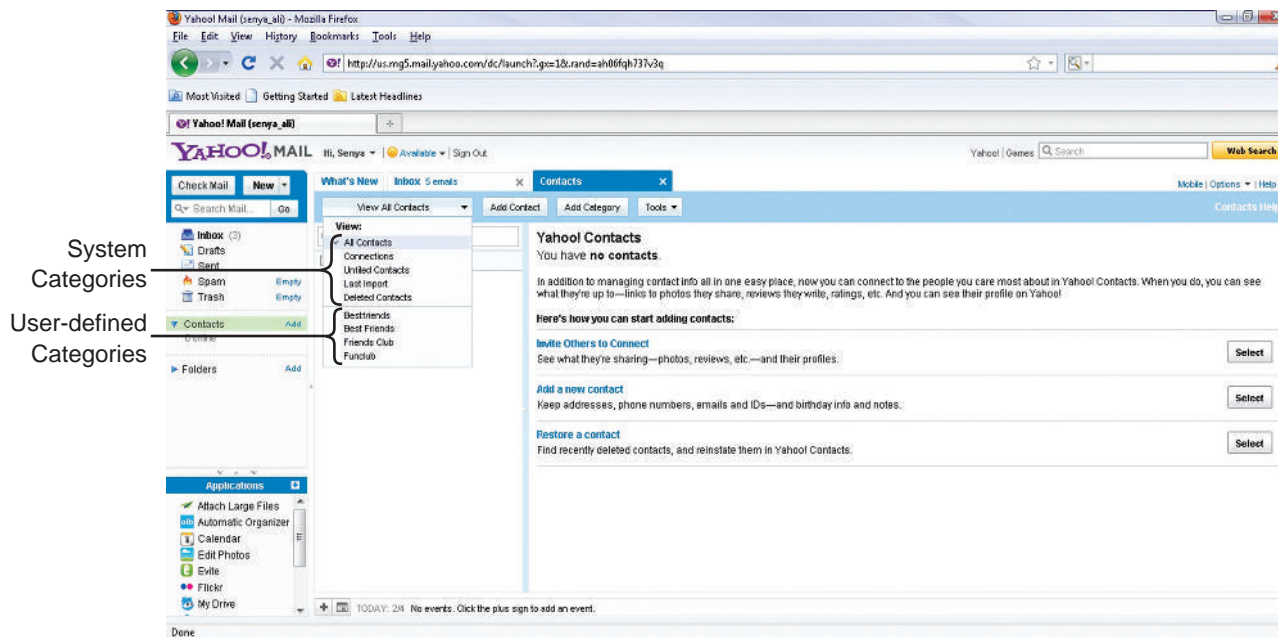 Yahoo! Mail (senya_ali) - Mozilla Firefox
File Edit View History Bookmarks Tools Help
http://us.mg5.mail.yahoo.com/dc/launch?.gx=1&.rand=ah06fqh737v3q
Most Visited Getting Started Latest Headlines
Yahoo! Mail (senya_ali)
YAHOO! MAIL Hi, Senya Available Sign Out Yahoo! Games Search Web Search
Check Mail New What's New Inbox 5 emails X Contacts X Mobile | Options | Help
Search Mail... Go View All Contacts Add Contact Add Category Tools Contacts Help
System Categories
User-defined Categories
Inbox (3)
Drafts
Sent
Spam Empty
Trash Empty
Contacts Add
0 online
Folders Add
View:
All Contacts
Connections
Untiled Contacts
Last Import
Deleted Contacts
Bestfriends
Best Friends
Friends Club
Funclub
Yahoo! Contacts
You have no contacts.
In addition to managing contact info all in one easy place, now you can connect to the people you care most about in Yahoo! Contacts. When you do, you can see
what they're up to—links to photos they share, reviews they write, ratings, etc. And you can see their profile on Yahoo!
Here's how you can start adding contacts:
Invite Others to Connect
See what they're sharing—photos, reviews, etc.—and their profiles.
Select
Add a new contact
Keep addresses, phone numbers, emails and IDs—and birthday info and notes.
Select
Restore a contact
Find recently deleted contacts, and reinstate them in Yahoo! Contacts.
Select
Applications
Attach Large Files
Automatic Organizer
Calendar
Edit Photos
Evite
Flickr
My Drive
TODAY: 2/4 No events. Click the plus sign to add an event.
Done